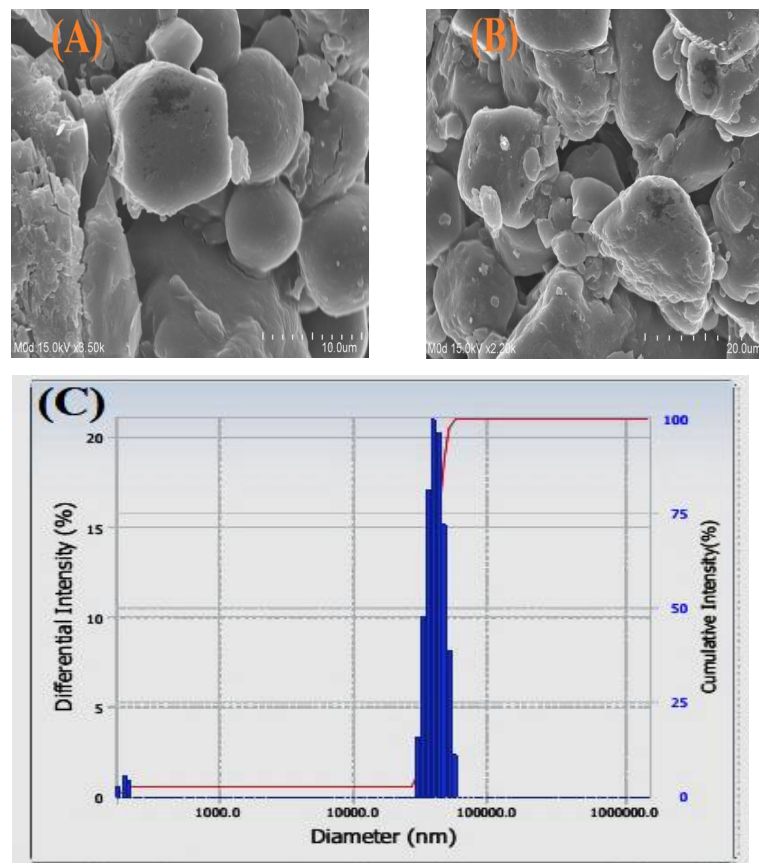 (A)
M0d 15.0kV x3.50k 10.0um
(B)
M0d 15.0kV x2.20k 20.0um
(C)
Differential Intensity (%)
20
15
10
5
0
100
75
50
25
0
Cumulative Intensity(%)
1000.0 10000.0 100000.0 1000000.0
Diameter (nm)